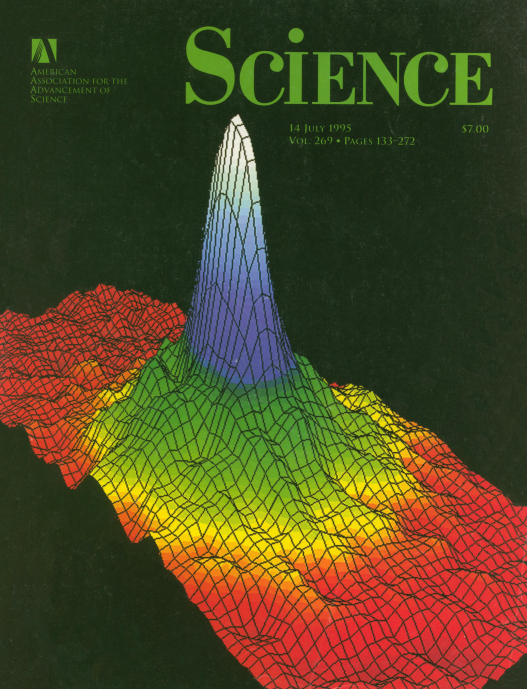 AMERICAN
ASSOCIATION FOR THE
ADVANCEMENT OF
SCIENCE
SCiENCE
14 JULY 1995
$7.00
VOL. 269 • PAGES 133–272